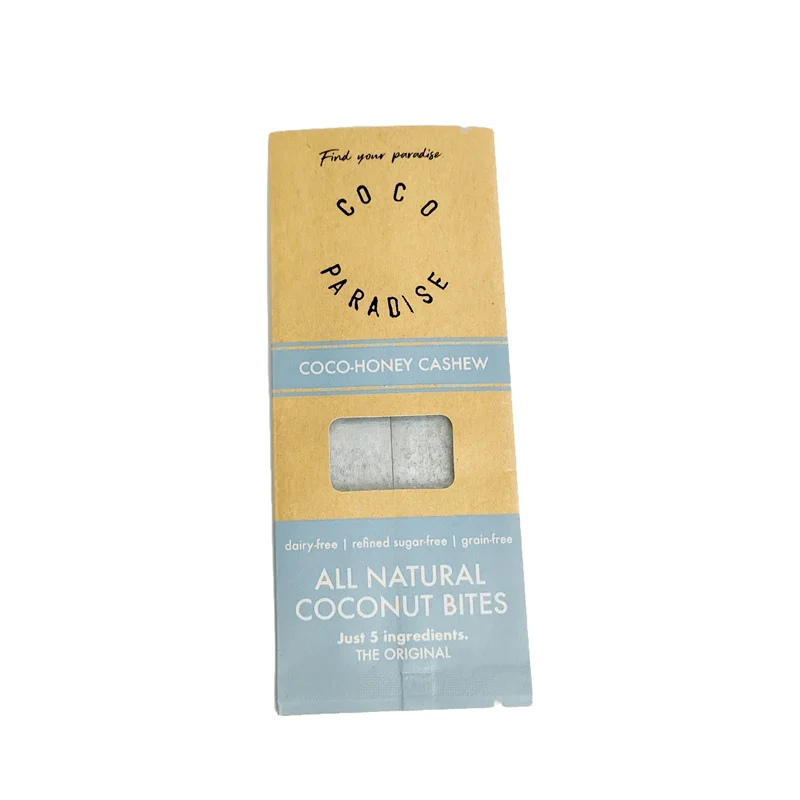 Find your paradise
COCO
PARADISE
COCO-HONEY CASHEW
dairy-free | refined sugar-free | grain-free
ALL NATURAL
COCONUT BITES
Just 5 ingredients.
THE ORIGINAL